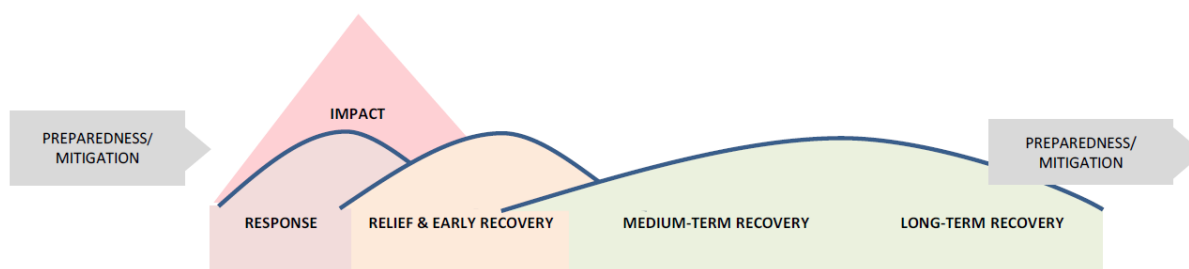 IMPACT
PREPAREDNESS/
MITIGATION
PREPAREDNESS/
MITIGATION
RESPONSE
RELIEF & EARLY RECOVERY
MEDIUM-TERM RECOVERY
LONG-TERM RECOVERY